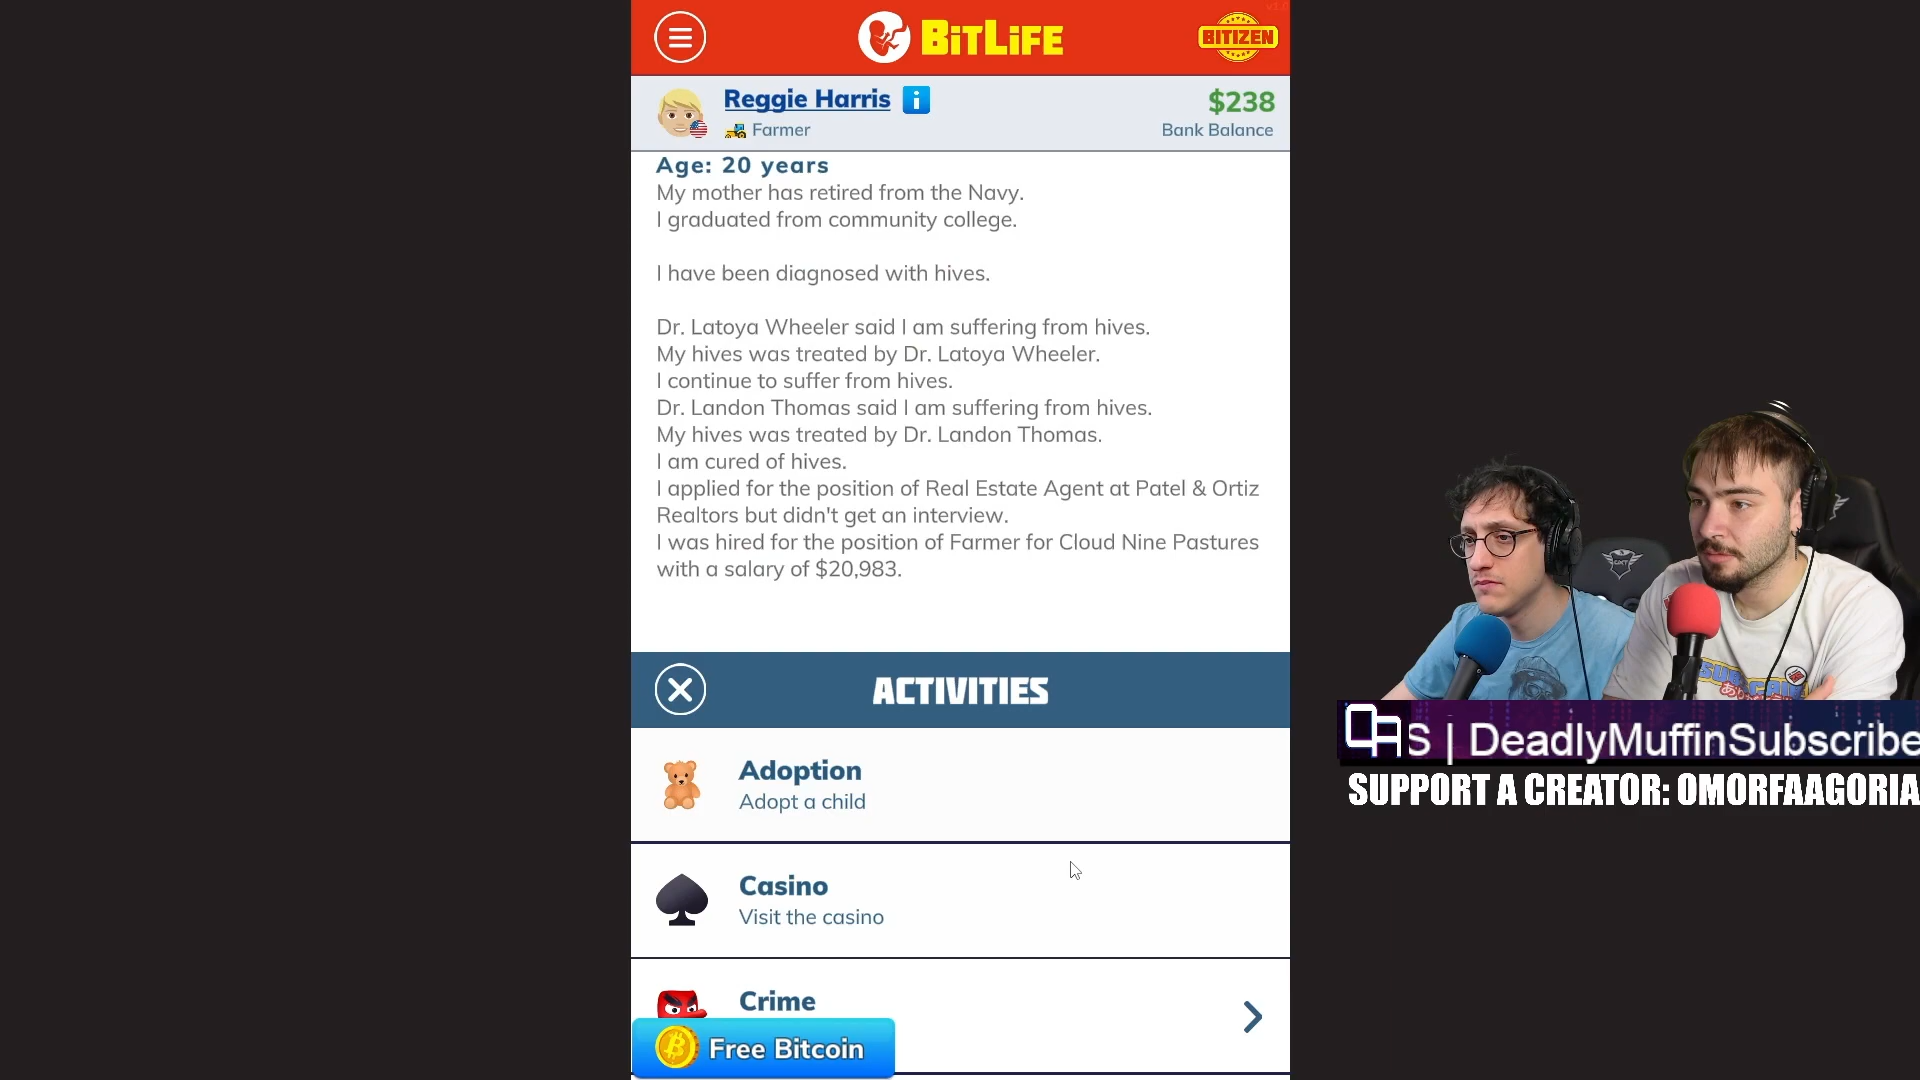 v1.0
BiTLiFE
BITIZEN
Reggie Harris
i
$238
Farmer
Bank Balance
Age: 20 years
My mother has retired from the Navy.
I graduated from community college.
I have been diagnosed with hives.
Dr. Latoya Wheeler said I am suffering from hives.
My hives was treated by Dr. Latoya Wheeler.
I continue to suffer from hives.
Dr. Landon Thomas said I am suffering from hives.
My hives was treated by Dr. Landon Thomas.
I am cured of hives.
I applied for the position of Real Estate Agent at Patel & Ortiz
Realtors but didn't get an interview.
I was hired for the position of Farmer for Cloud Nine Pastures
with a salary of $20,983.
ACTIVITIES
Adoption
Adopt a child
Casino
Visit the casino
Crime
Free Bitcoin
OA
S | DeadlyMuffinSubscribe
SUPPORT A CREATOR: OMORFAAGORIA